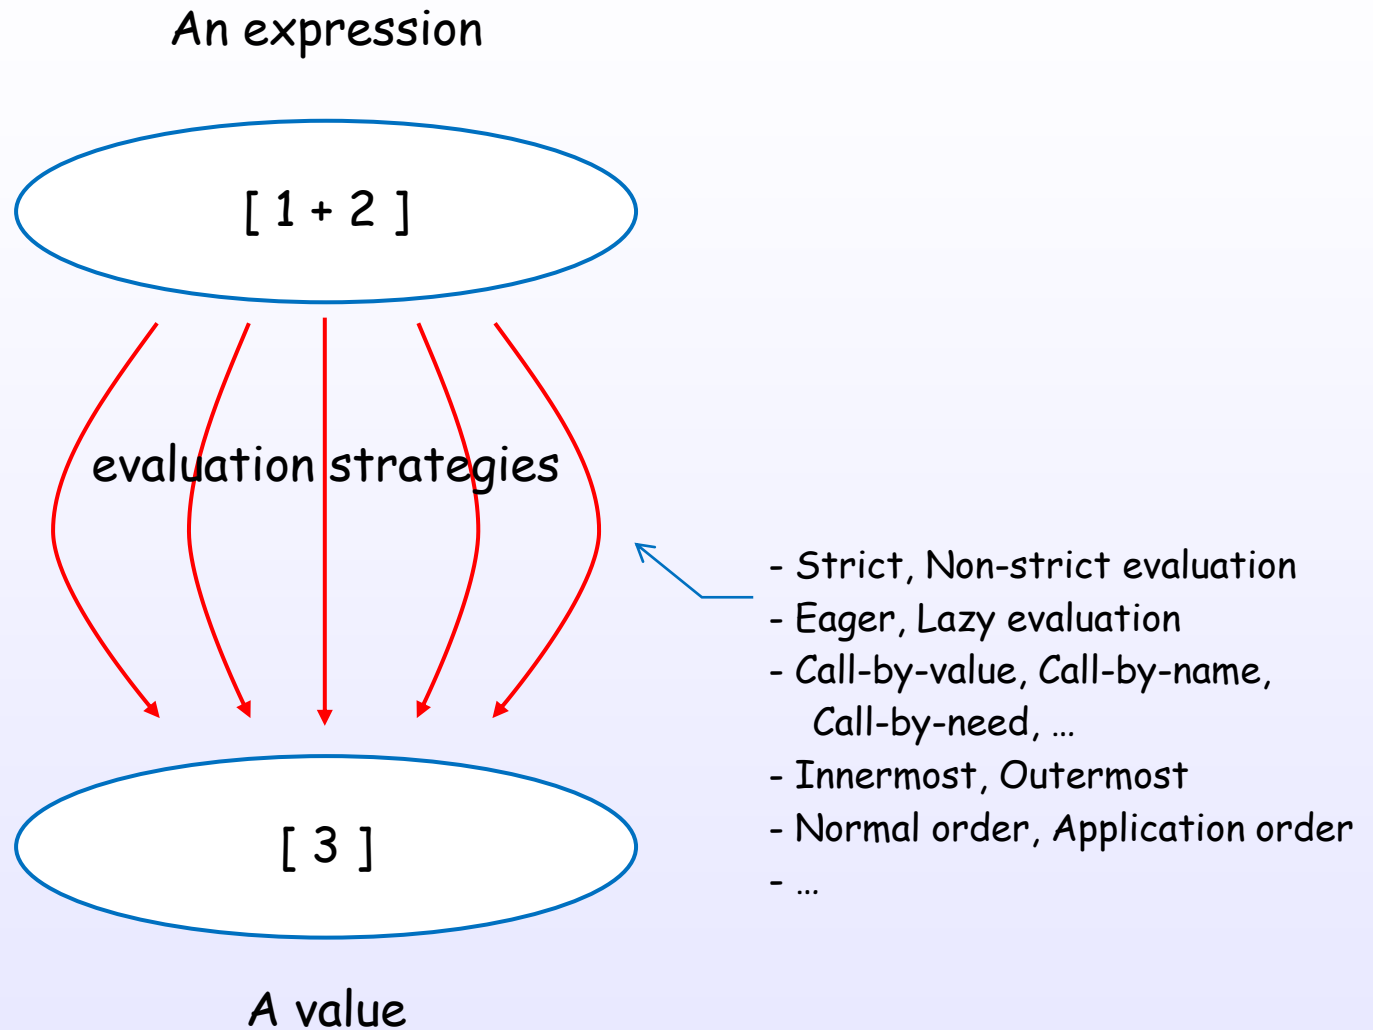 An expression
[ 1 + 2 ]
evaluation strategies
- Strict, Non-strict evaluation
- Eager, Lazy evaluation
- Call-by-value, Call-by-name,
Call-by-need, …
- Innermost, Outermost
- Normal order, Application order
- …
[ 3 ]
A value